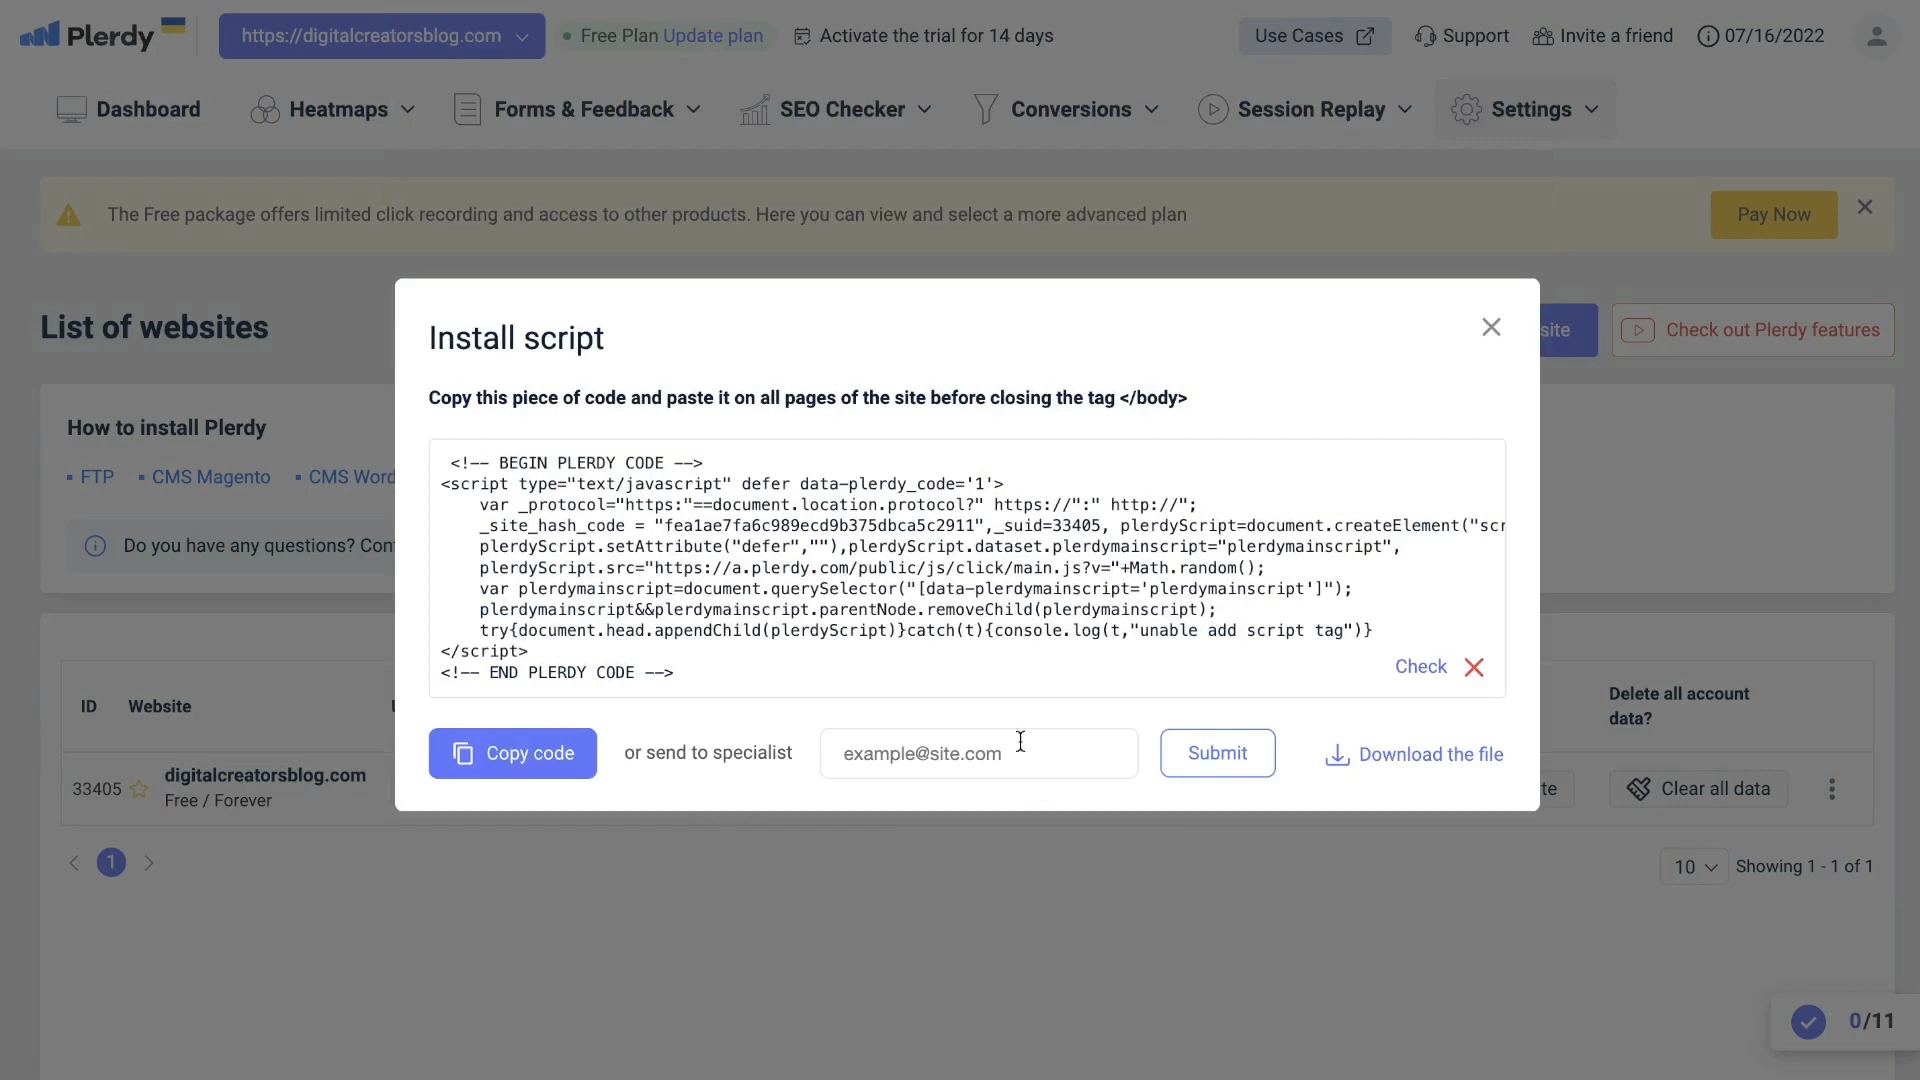 Plerdy
https://digitalcreatorsblog.com
Free Plan Update plan
Activate the trial for 14 days
Use Cases
Support
Invite a friend
07/16/2022
Dashboard
Heatmaps
Forms & Feedback
SEO Checker
Conversions
Session Replay
Settings
The Free package offers limited click recording and access to other products. Here you can view and select a more advanced plan
Pay Now
List of websites
site
Check out Plerdy features
Install script
Copy this piece of code and paste it on all pages of the site before closing the tag </body>
How to install Plerdy
FTP
CMS Magento
CMS Word
Do you have any questions? Con
<!-- BEGIN PLERDY CODE -->
<script type="text/javascript" defer data-plerdy_code='1'>
var _protocol="https:"==document.location.protocol?" https://":" http://";
_site_hash_code = "fea1ae7fa6c989ecd9b375dbca5c2911",_suid=33405, plerdyScript=document.createElement("scr
plerdyScript.setAttribute("defer",""),plerdyScript.dataset.plerdymainscript="plerdymainscript",
plerdyScript.src="https://a.plerdy.com/public/js/click/main.js?v="+Math.random();
var plerdymainscript=document.querySelector("[data-plerdymainscript='plerdymainscript']");
plerdymainscript&&plerdymainscript.parentNode.removeChild(plerdymainscript);
try{document.head.appendChild(plerdyScript)}catch(t){console.log(t,"unable add script tag")}
</script>
<!-- END PLERDY CODE -->
Check
Copy code
or send to specialist
example@site.com
Submit
Download the file
ID
Website
Delete all account
data?
33405
digitalcreatorsblog.com
Free / Forever
te
Clear all data
1
10
Showing 1 - 1 of 1
0/11